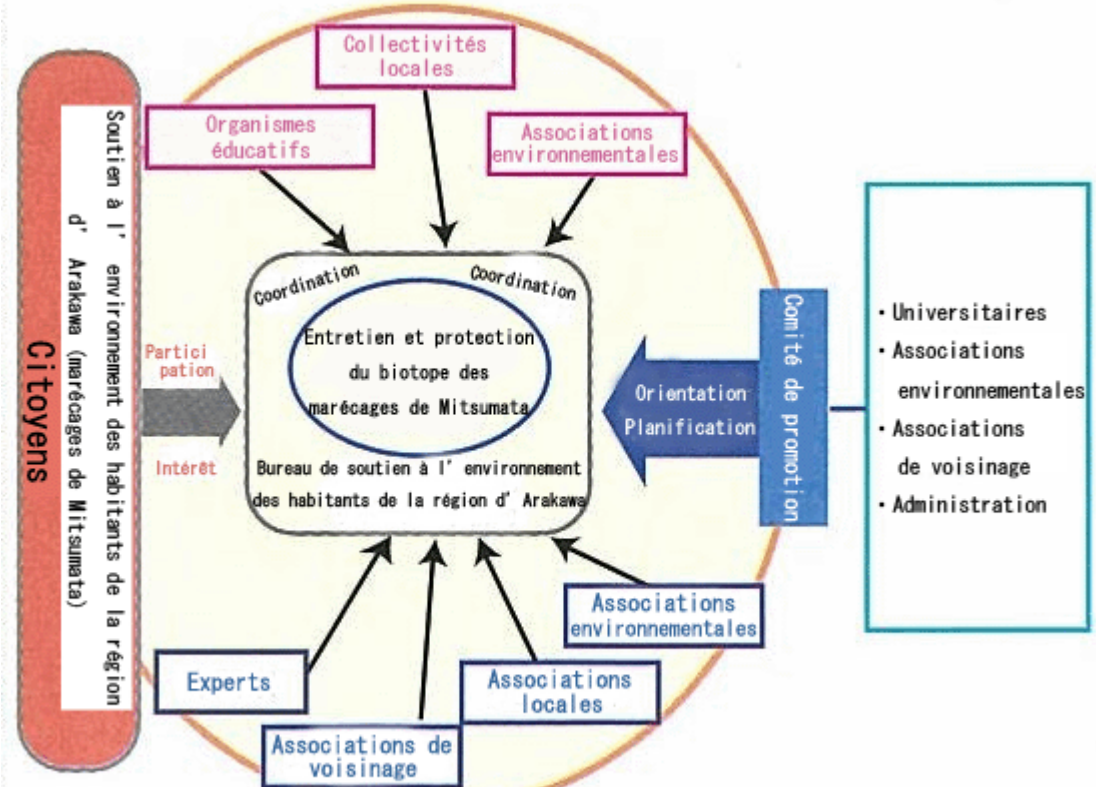 Collectivités
locales
Organismes
éducatifs
Associations
environnementales
Citoyens
Soutien à l' environnement des habitants de la région
d' Arakawa (marécages de Mitsumata)
Partici
pation
Intérêt
Coordination
Coordination
Entretien et protection
du biotope des
marécages de Mitsumata
Bureau de soutien à l' environnement
des habitants de la région d' Arakawa
Orientation
Planification
Comité de promotion
・Universitaires
・Associations
environnementales
・Associations
de voisinage
・Administration
Associations
environnementales
Experts
Associations
locales
Associations de
voisinage